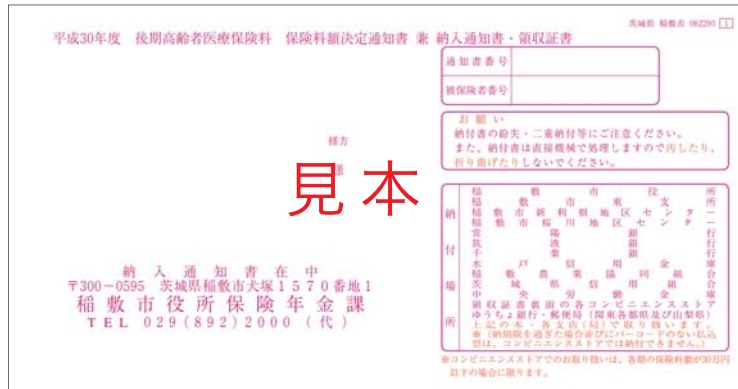 茨城県 稲敷市 082295 1
平成30年度 後期高齢者医療保険料 保険料額決定通知書 兼 納入通知書・領収証書
通知書番号
被保険者番号
お願い
納付書の紛失・二重納付等にご注意ください。
また、納付書は直接機械で処理しますので汚したり、
折り曲げたりしないでください。
様方
様
見本
納入通知書在中
〒300-0595 茨城県稲敷市犬塚1570番地1
稲敷市役所保険年金課
TEL 029(892)2000(代)
納付場所
稲敷市役所
稲敷市東支所
稲敷市新利根地区センター
稲敷市桜川地区センター
常陽銀行
筑波銀行
千葉銀行
水戸信用金庫
稲敷農業協同組合
茨城県信用組合
中央労働金庫
領収証書裏面の各コンビニエンスストア
ゆうちょ銀行・郵便局(関東各都県及び山梨県)
上記の本・各支店(局)で取り扱います。
※(納期限を過ぎた場合並びにバーコードのない払込
票は、コンビニエンスストアでは納付できません。)
※コンビニエンスストアでのお取り扱いは、各期の保険料額が30万円
以下の場合に限ります。